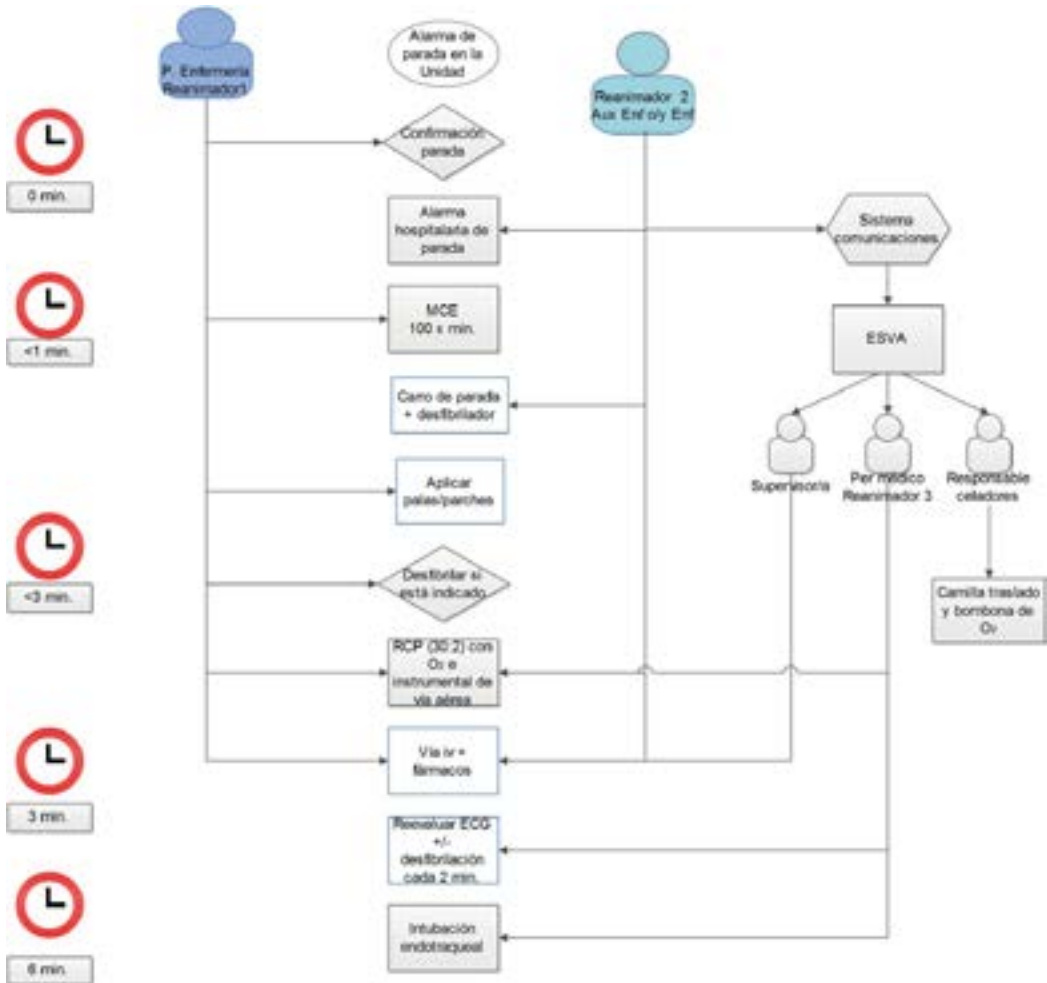 P. Enfermería
Reanimador1
Alarma de
parada en la
Unidad
Reanimador 2
Aux Enf o/y Enf
Confirmación
parada
0 min.
Alarma
hospitalaria de
parada
Sistema
comunicaciones
MCE
100 x min.
<1 min.
ESVA
Carro de parada
+ desfibrilador
Supervisor/a
Per médico
Reanimador 3
Responsable
celadores
Aplicar
palas/parches
Desfibrilar si
está indicado
<3 min.
Camilla traslado
y bombona de
O2
RCP (30:2) con
O2 e
instrumental de
vía aérea
Vía iv +
fármacos
3 min.
Reevaluar ECG
+/-
desfibrilación
cada 2 min.
Intubación
endotraqueal
6 min.